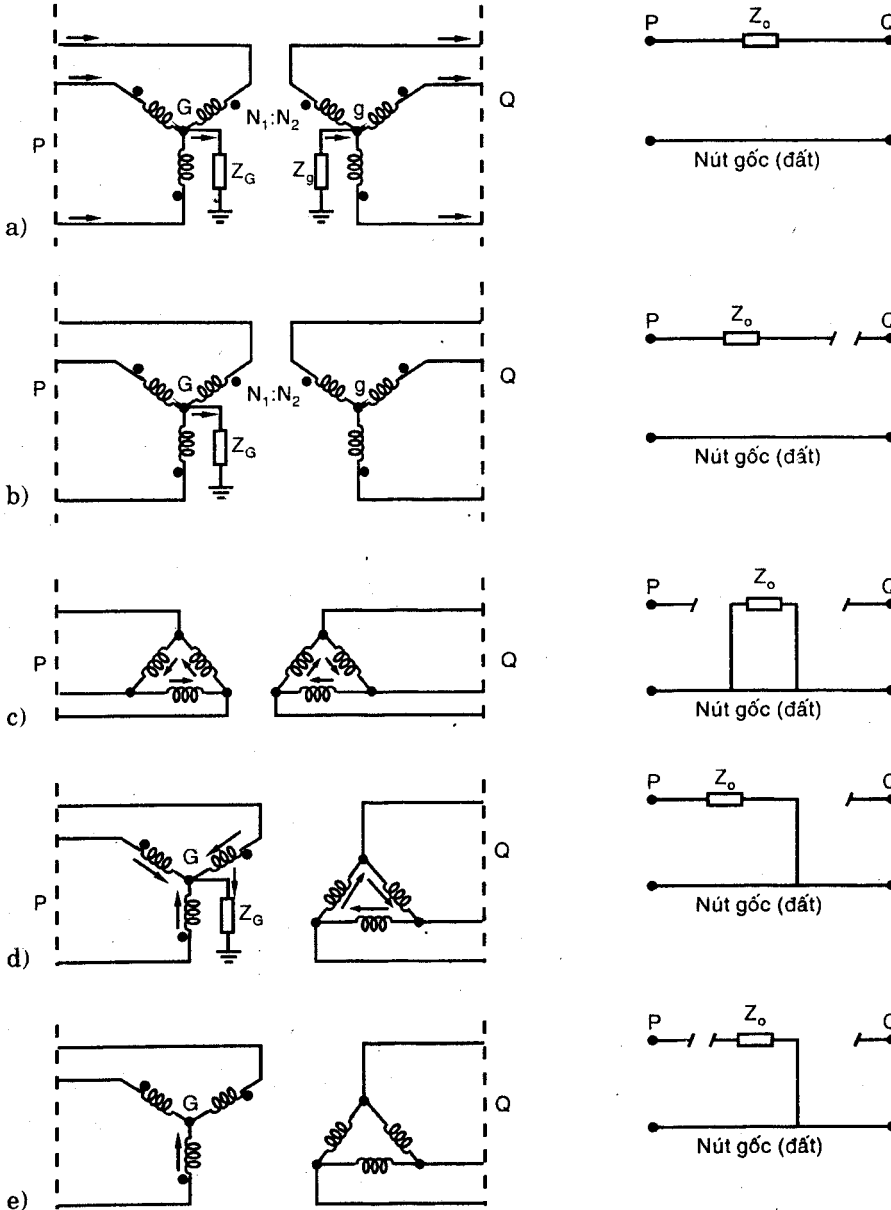 P
G
N₁:N₂
Z_G
Z_g
g
Q
a)
P
Z₀
Q
Nút gốc (đất)
P
G
N₁:N₂
Z_G
g
Q
b)
P
Z₀
Q
Nút gốc (đất)
P
Q
c)
P
Z₀
Q
Nút gốc (đất)
P
G
Z_G
Q
d)
P
Z₀
Q
Nút gốc (đất)
G
Q
e)
P
Z₀
Q
Nút gốc (đất)